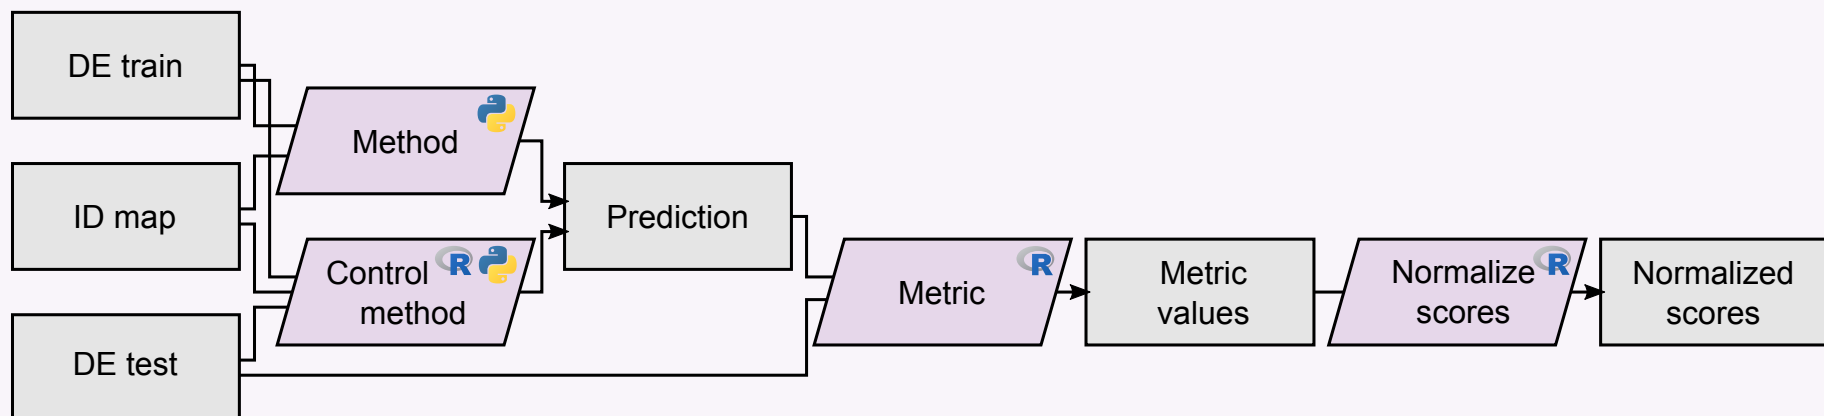 DE train
Method
ID map
Prediction
Control R
method
DE test
R
Metric
Metric
values
Normalize R
scores
Normalized
scores